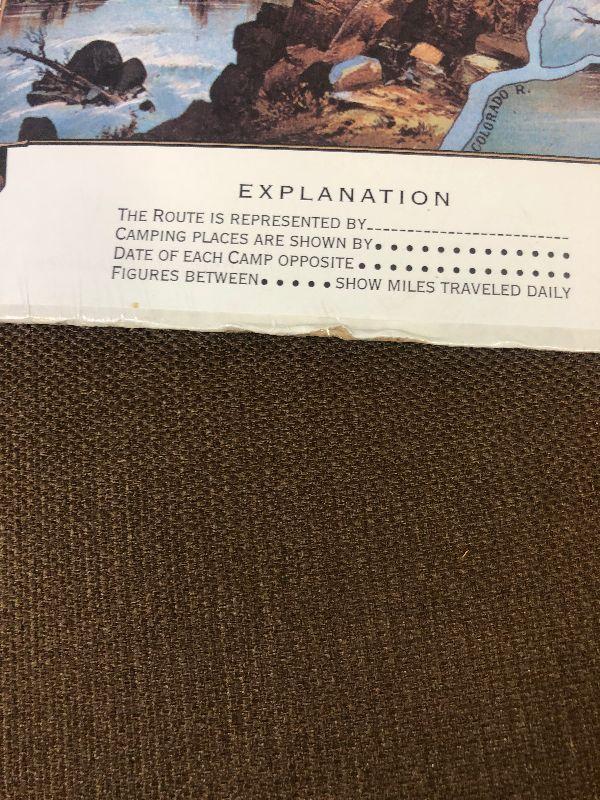 COLORADO R.
EXPLANATION
THE ROUTE IS REPRESENTED BY--------------------------
CAMPING PLACES ARE SHOWN BY●●●●●●●●●●●●●
DATE OF EACH CAMP OPPOSITE●●●●●●●●●●●●●●
FIGURES BETWEEN●●●●●SHOW MILES TRAVELED DAILY